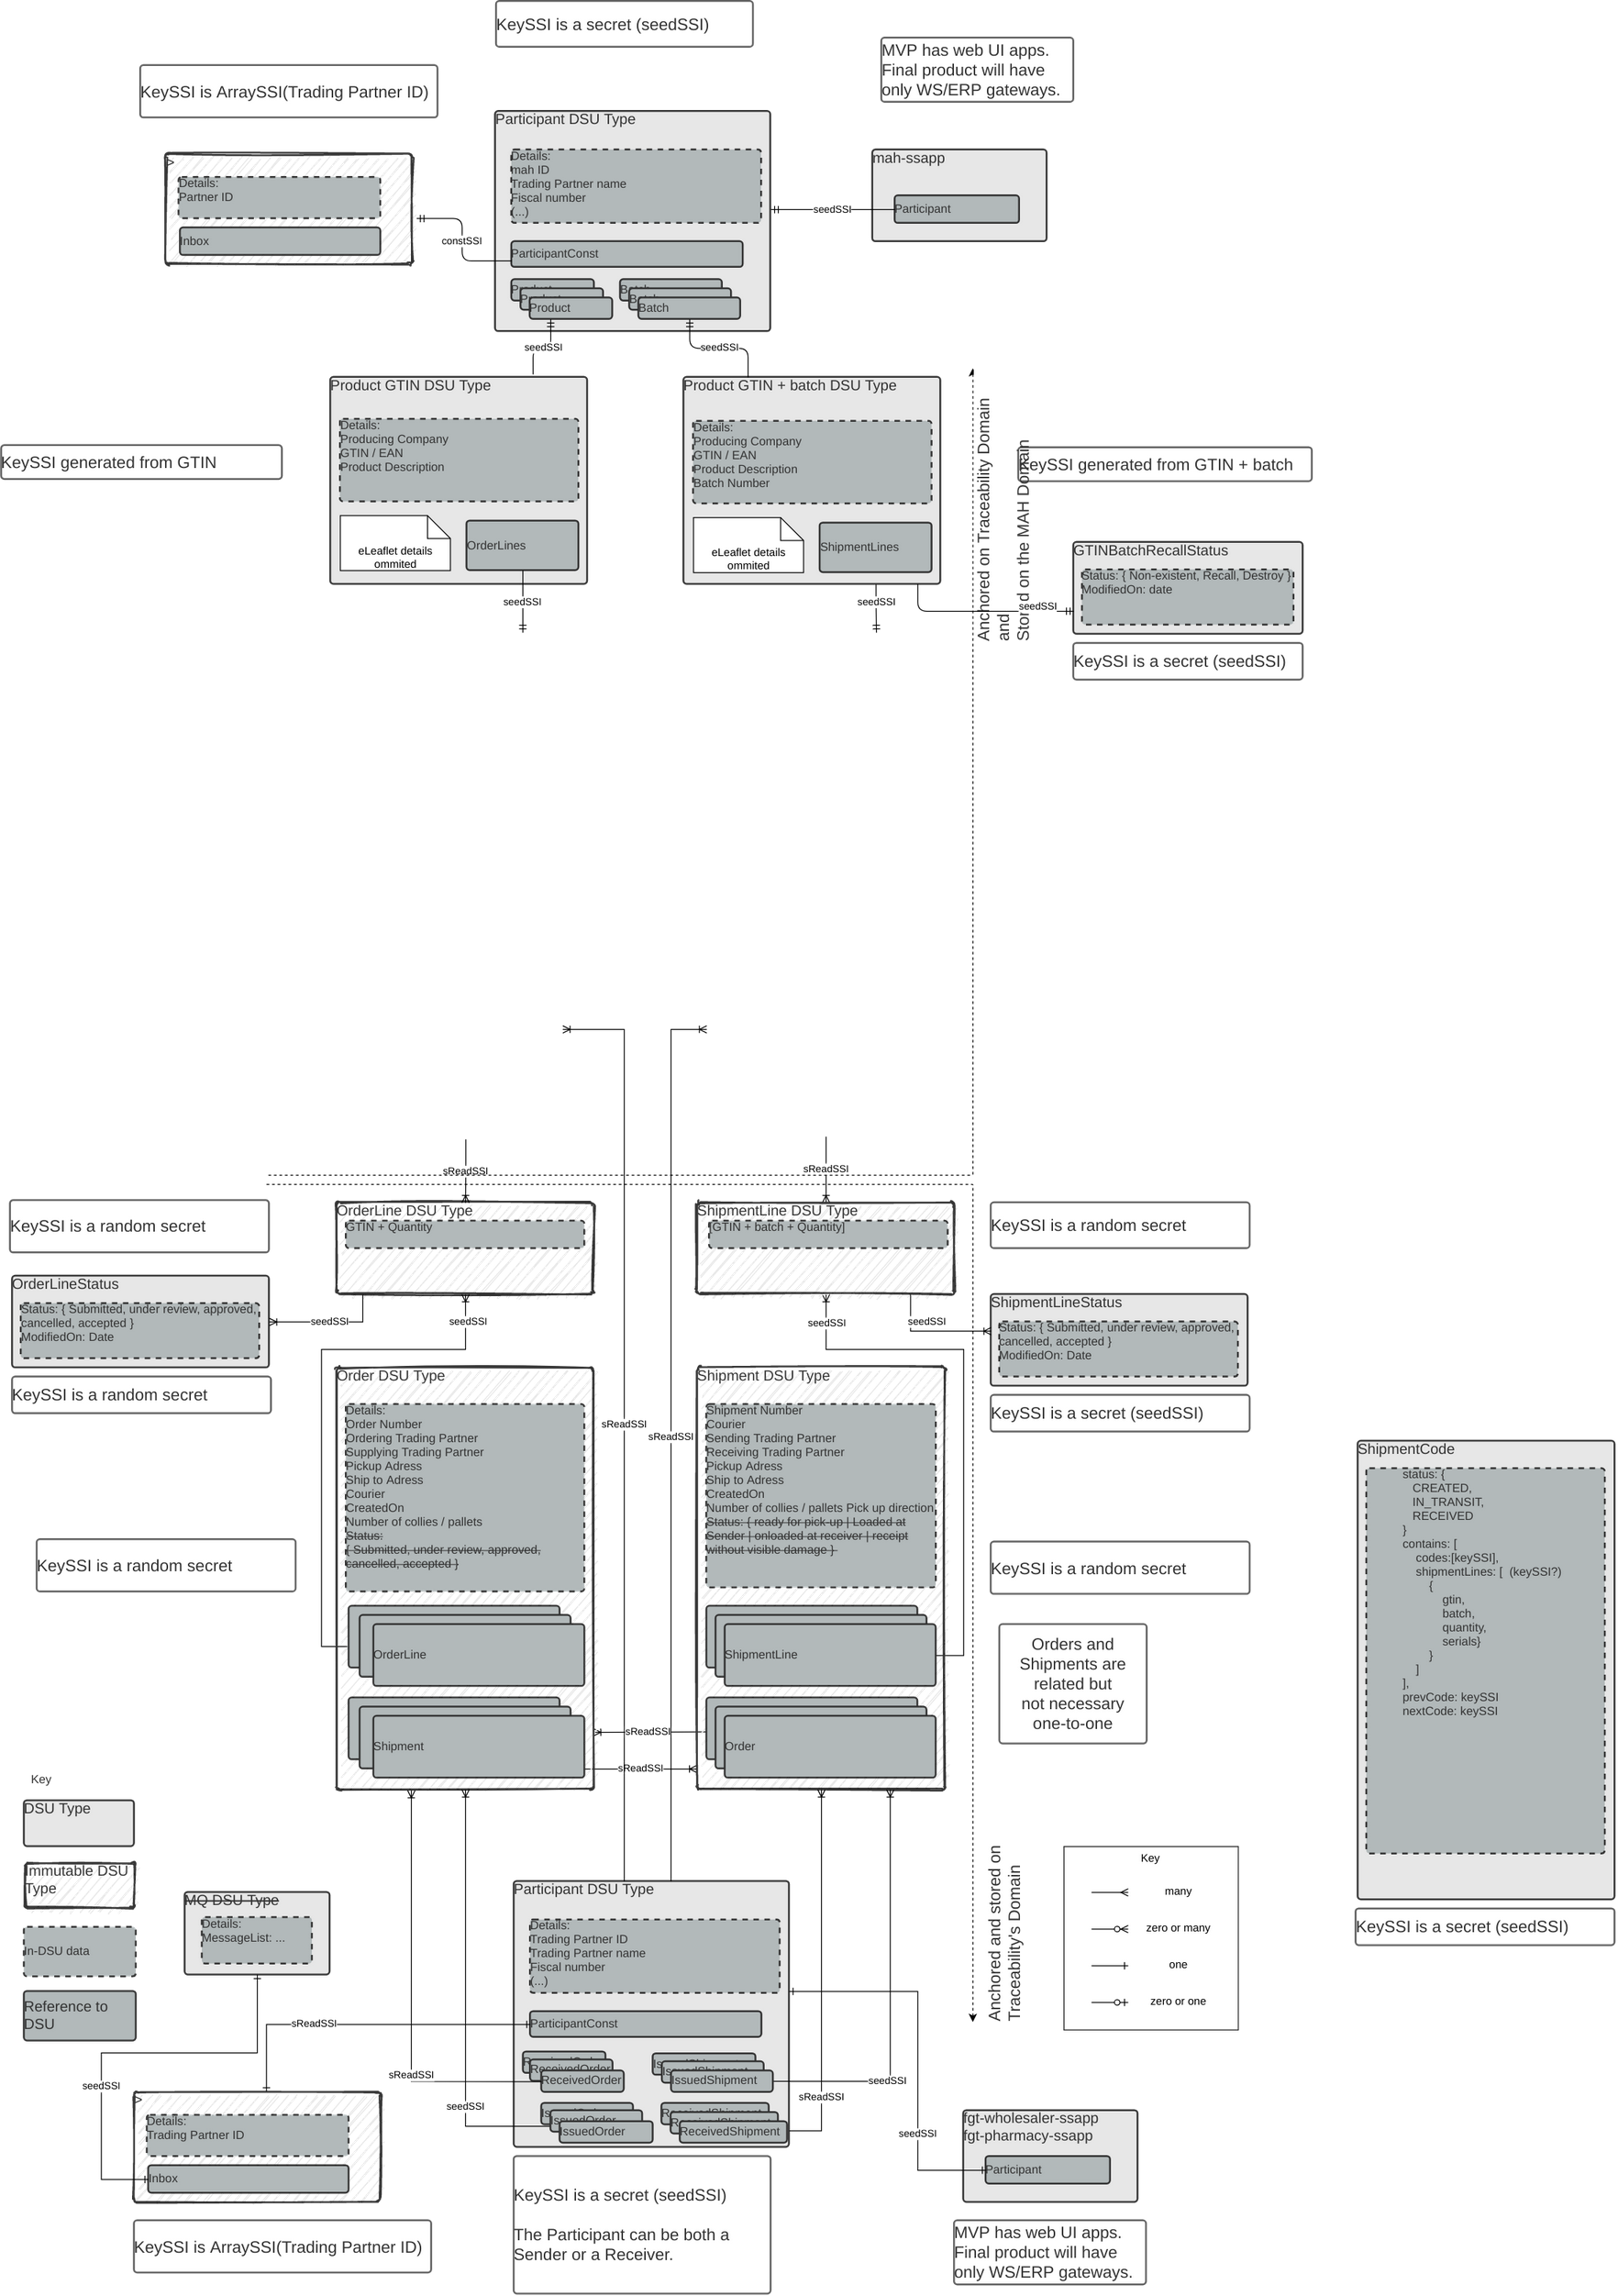 KeySSI is a secret (seedSSI)
MVP has web UI apps.
Final product will have
only WS/ERP gateways.
KeySSI is ArraySSI(Trading Partner ID)
Participant DSU Type
Details:
mah ID
Trading Partner name
Fiscal number
(...)
ParticipantConst
Product
Batch
>
Details:
Partner ID
Inbox
constSSI
seedSSI
mah-ssapp
Participant
seedSSI
seedSSI
Product GTIN DSU Type
Details:
Producing Company
GTIN / EAN
Product Description
eLeaflet details
ommited
OrderLines
seedSSI
Product GTIN + batch DSU Type
Details:
Producing Company
GTIN / EAN
Product Description
Batch Number
eLeaflet details
ommited
ShipmentLines
seedSSI
seedSSI
KeySSI generated from GTIN
Anchored on Traceability Domain
and
Stored on the MAH Domain
KeySSI generated from GTIN + batch
GTINBatchRecallStatus
Status: { Non-existent, Recall, Destroy }
ModifiedOn: date
KeySSI is a secret (seedSSI)
sReadSSI
sReadSSI
KeySSI is a random secret
OrderLine DSU Type
GTIN + Quantity
ShipmentLine DSU Type
[GTIN + batch + Quantity]
KeySSI is a random secret
OrderLineStatus
Status: { Submitted, under review, approved,
cancelled, accepted }
ModifiedOn: Date
KeySSI is a random secret
seedSSI
seedSSI
seedSSI
seedSSI
ShipmentLineStatus
Status: { Submitted, under review, approved,
cancelled, accepted }
ModifiedOn: Date
KeySSI is a secret (seedSSI)
Order DSU Type
Details:
Order Number
Ordering Trading Partner
Supplying Trading Partner
Pickup Adress
Ship to Adress
Courier
CreatedOn
Number of collies / pallets
Status:
{ Submitted, under review, approved,
cancelled, accepted }
OrderLine
Shipment
sReadSSI
sReadSSI
Shipment DSU Type
Shipment Number
Courier
Sending Trading Partner
Receiving Trading Partner
Pickup Adress
Ship to Adress
CreatedOn
Number of collies / pallets Pick up direction
Status: { ready for pick-up | Loaded at
Sender | onloaded at receiver | receipt
without visible damage }
ShipmentLine
Order
sReadSSI
sReadSSI
KeySSI is a random secret
KeySSI is a random secret
Orders and
Shipments are
related but
not necessary
one-to-one
ShipmentCode
status: {
CREATED,
IN_TRANSIT,
RECEIVED
}
contains: [
codes:[keySSI],
shipmentLines: [ (keySSI?)
{
gtin,
batch,
quantity,
serials}
}
]
],
prevCode: keySSI
nextCode: keySSI
KeySSI is a secret (seedSSI)
Key
DSU Type
Immutable DSU
Type
In-DSU data
Reference to
DSU
MQ DSU Type
Details:
MessageList: ...
Participant DSU Type
Details:
Trading Partner ID
Trading Partner name
Fiscal number
(...)
ParticipantConst
ReceivedOrder
ReceivedOrder
IssuedShipment
IssuedShipment
IssuedOrder
IssuedOrder
ReceivedShipment
ReceivedShipment
ReceivedShipment
Anchored and stored on
Traceability's Domain
Key
many
zero or many
one
zero or one
sReadSSI
seedSSI
sReadSSI
seedSSI
sReadSSI
seedSSI
seedSSI
>
Details:
Trading Partner ID
Inbox
KeySSI is ArraySSI(Trading Partner ID)
KeySSI is a secret (seedSSI)
The Participant can be both a
Sender or a Receiver.
fgt-wholesaler-ssapp
fgt-pharmacy-ssapp
Participant
MVP has web UI apps.
Final product will have
only WS/ERP gateways.